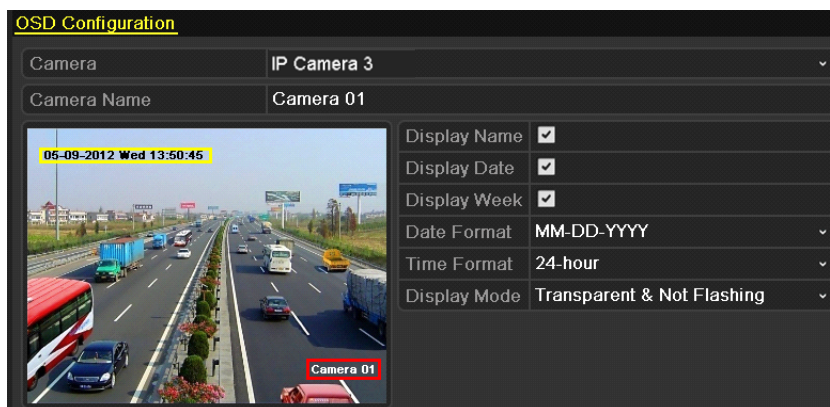 OSD Configuration
Camera IP Camera 3
Camera Name Camera 01
05-09-2012 Wed 13:50:45
Camera 01
Display Name
Display Date
Display Week
Date Format MM-DD-YYYY
Time Format 24-hour
Display Mode Transparent & Not Flashing